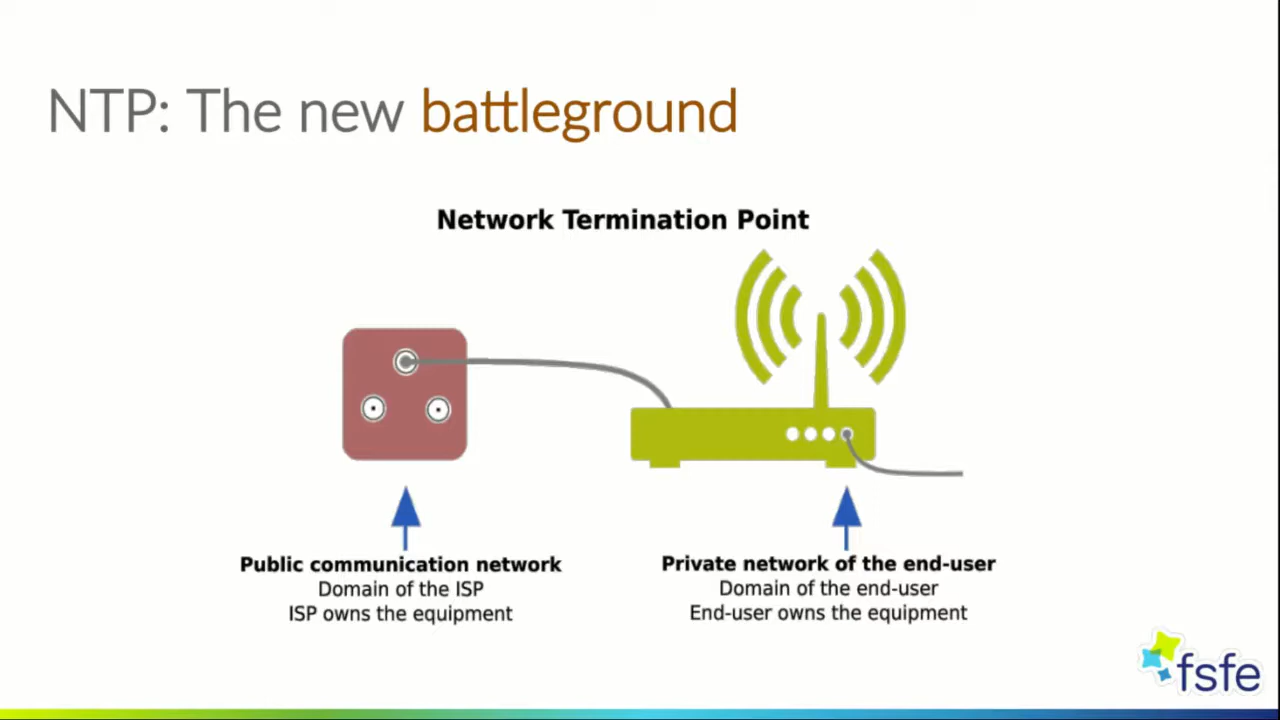 NTP: The new battleground
Network Termination Point
Public communication network
Domain of the ISP
ISP owns the equipment
Private network of the end-user
Domain of the end-user
End-user owns the equipment
fsfe